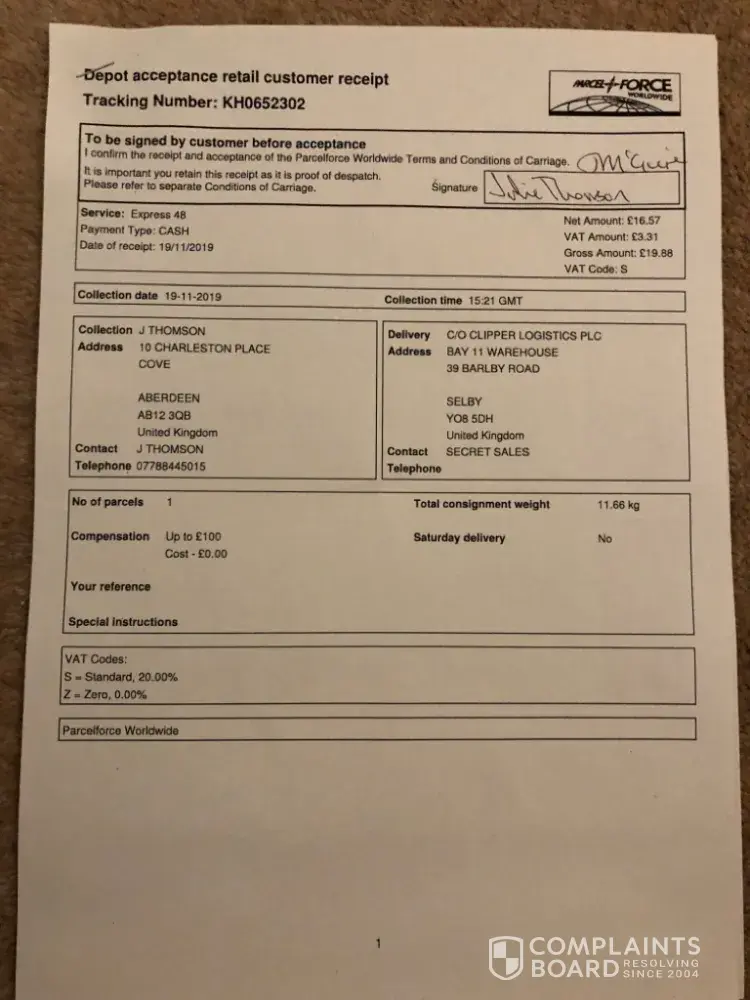 Depot acceptance retail customer receipt
Tracking Number: KH0652302
PARCEL FORCE
WORLDWIDE
To be signed by customer before acceptance
I confirm the receipt and acceptance of the Parcelforce Worldwide Terms and Conditions of Carriage.
It is important you retain this receipt as it is proof of despatch.
Please refer to separate Conditions of Carriage.
McGuire
Signature Julie Thomson
Service: Express 48
Payment Type: CASH
Date of receipt: 19/11/2019
Net Amount: £16.57
VAT Amount: £3.31
Gross Amount: £19.88
VAT Code: S
Collection date 19-11-2019
Collection time 15:21 GMT
Collection J THOMSON
Address 10 CHARLESTON PLACE
COVE
ABERDEEN
AB12 3QB
United Kingdom
Contact J THOMSON
Telephone 07788445015
Delivery C/O CLIPPER LOGISTICS PLC
Address BAY 11 WAREHOUSE
39 BARLBY ROAD
SELBY
YO8 5DH
United Kingdom
Contact SECRET SALES
Telephone
No of parcels 1
Total consignment weight 11.66 kg
Compensation Up to £100
Cost - £0.00
Saturday delivery No
Your reference
Special instructions
VAT Codes:
S = Standard, 20.00%
Z = Zero, 0.00%
Parcelforce Worldwide
1
COMPLAINTS
BOARD RESOLVING
SINCE 2004